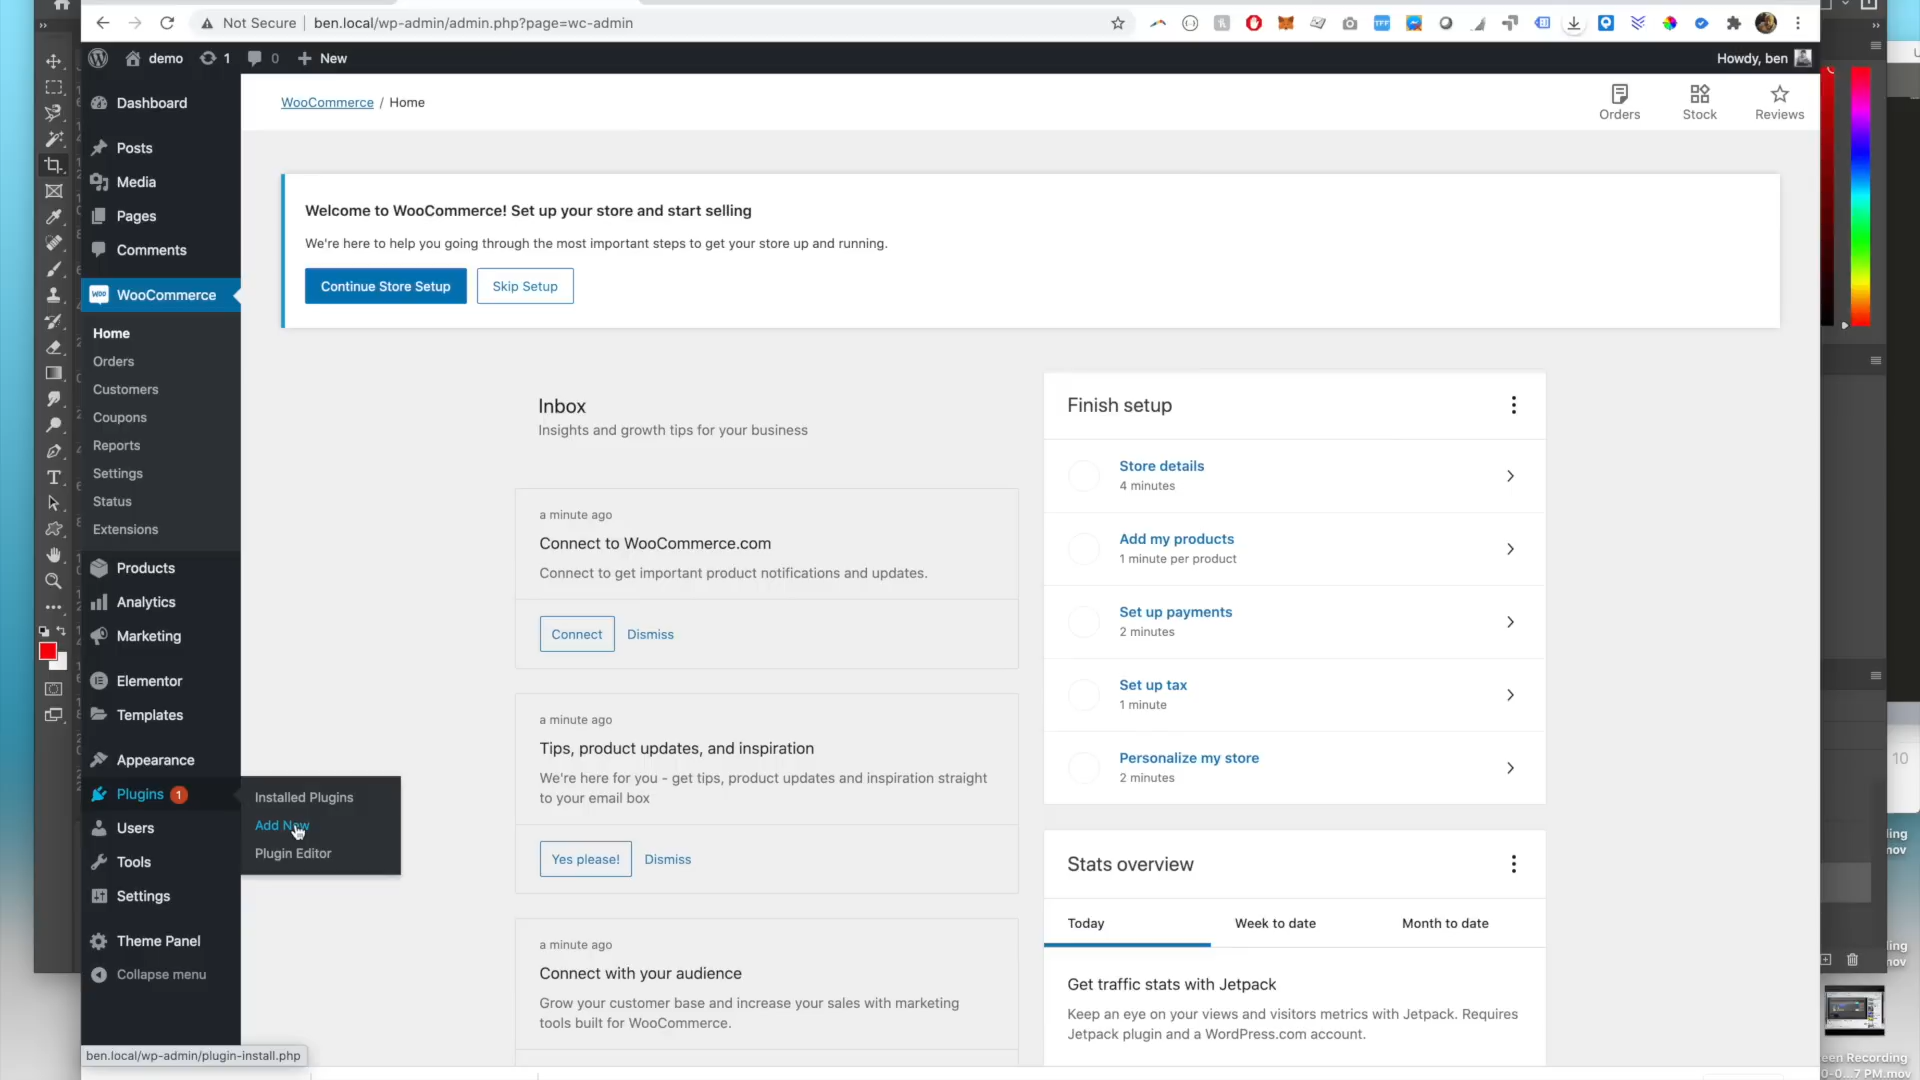 Not Secure
ben.local/wp-admin/admin.php?page=wc-admin
demo
1
0
New
Howdy, ben
Dashboard
Posts
Media
Pages
Comments
WooCommerce
Home
Orders
Customers
Coupons
Reports
Settings
Status
Extensions
Products
Analytics
Marketing
Elementor
Templates
Appearance
Plugins 1
Users
Tools
Settings
Theme Panel
Collapse menu
Installed Plugins
Add New
Plugin Editor
ben.local/wp-admin/plugin-install.php
WooCommerce / Home
Orders
Stock
Reviews
Welcome to WooCommerce! Set up your store and start selling
We're here to help you going through the most important steps to get your store up and running.
Continue Store Setup
Skip Setup
Inbox
Insights and growth tips for your business
a minute ago
Connect to WooCommerce.com
Connect to get important product notifications and updates.
Connect
Dismiss
a minute ago
Tips, product updates, and inspiration
We're here for you - get tips, product updates and inspiration straight
to your email box
Yes please!
Dismiss
a minute ago
Connect with your audience
Grow your customer base and increase your sales with marketing
tools built for WooCommerce.
Finish setup
Store details
4 minutes
Add my products
1 minute per product
Set up payments
2 minutes
Set up tax
1 minute
Personalize my store
2 minutes
Stats overview
Today
Week to date
Month to date
Get traffic stats with Jetpack
Keep an eye on your views and visitors metrics with Jetpack. Requires
Jetpack plugin and a WordPress.com account.
10
ling
nov
ling
nov
een Recording
0-0...7 PM.mov